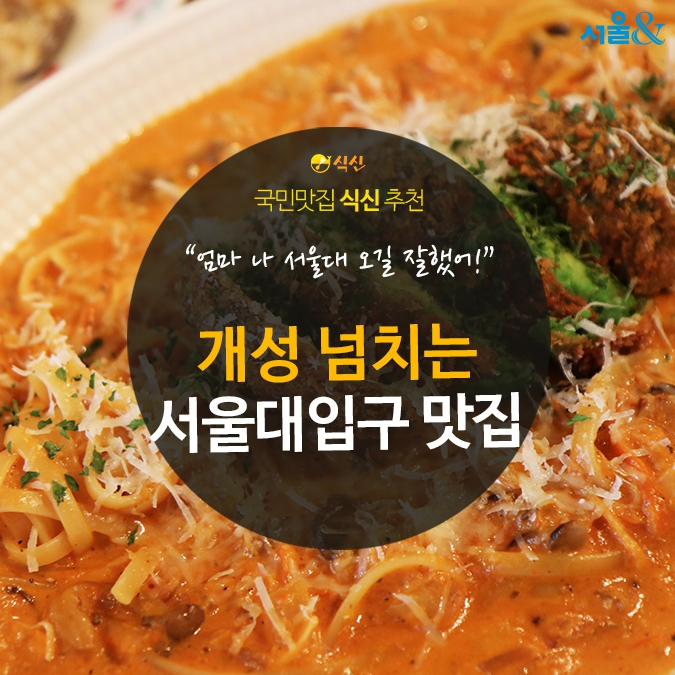 서울&
식신
국민맛집 식신 추천
“엄마 나 서울대 오길 잘했어!”
개성 넘치는
서울대입구 맛집